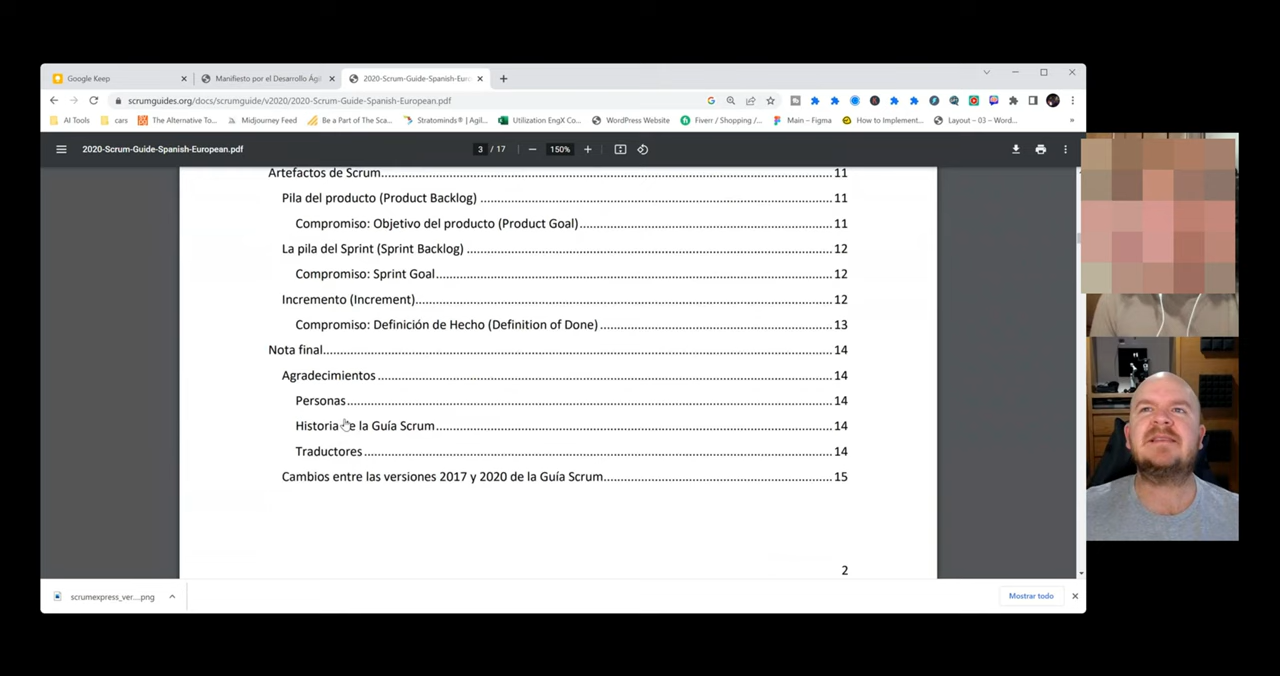 Google Keep
Manifiesto por el Desarrollo Ági
2020-Scrum-Guide-Spanish-Euro
scrumguides.org/docs/scrumguide/v2020/2020-Scrum-Guide-Spanish-European.pdf
AI Tools
cars
The Alternative To...
Midjourney Feed
Be a Part of The Sca...
Stratominds® | Agil...
Utilization EngX Co...
WordPress Website
Fiverr / Shopping /...
Main – Figma
How to Implement...
Layout – 03 – Word...
2020-Scrum-Guide-Spanish-European.pdf
3 / 17
150%
Artefactos de Scrum 11
Pila del producto (Product Backlog) 11
Compromiso: Objetivo del producto (Product Goal) 11
La pila del Sprint (Sprint Backlog) 12
Compromiso: Sprint Goal 12
Incremento (Increment) 12
Compromiso: Definición de Hecho (Definition of Done) 13
Nota final 14
Agradecimientos 14
Personas 14
Historia de la Guía Scrum 14
Traductores 14
Cambios entre las versiones 2017 y 2020 de la Guía Scrum 15
2
scrumexpress_ver....png
Mostrar todo